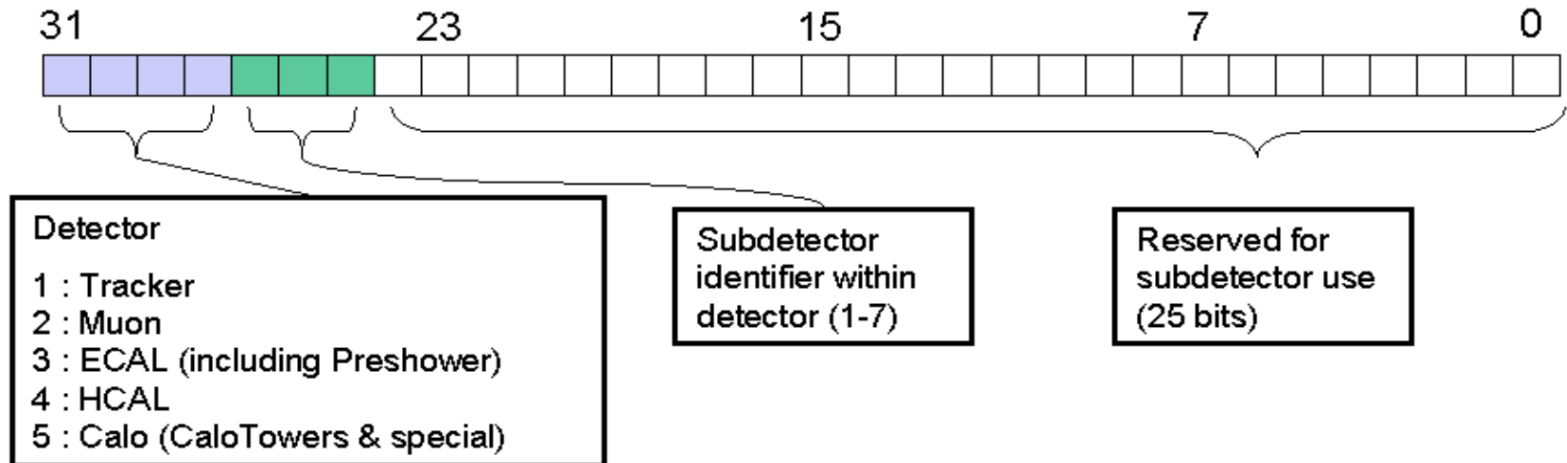 31 23 15 7 0
Detector
1 : Tracker
2 : Muon
3 : ECAL (including Preshower)
4 : HCAL
5 : Calo (CaloTowers & special)
Subdetector
identifier within
detector (1-7)
Reserved for
subdetector use
(25 bits)